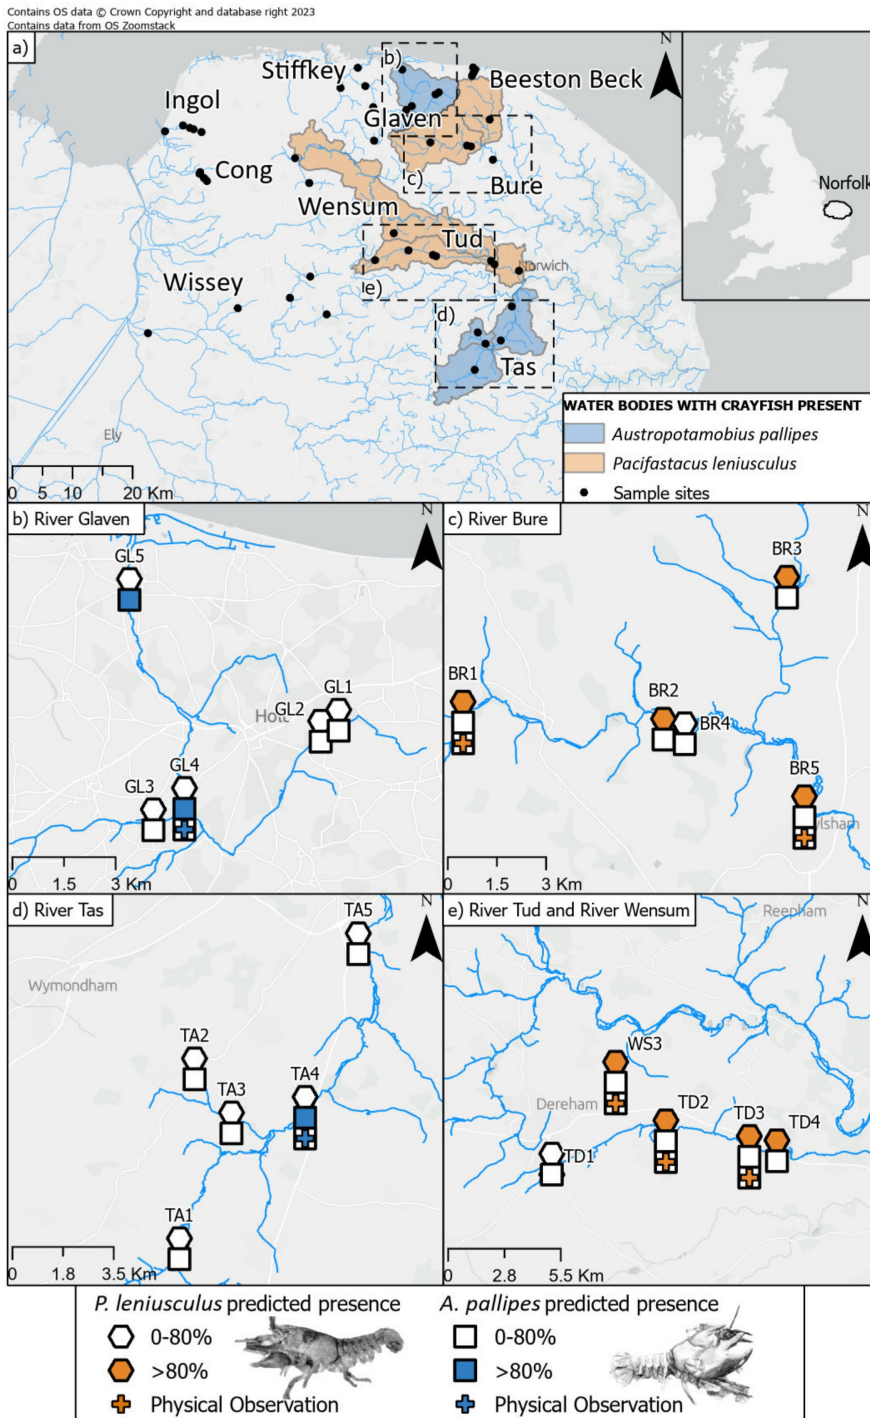 Contains OS data © Crown Copyright and database right 2023
Contains data from OS Zoomstack
a)
N
b)
Stiffkey
Beeston Beck
Ingol
Glaven
Cong
c)
Bure
Norfolk
Wensum
Tud
Norwich
Wissey
e)
d)
Tas
Ely
0 5 10 20 Km
WATER BODIES WITH CRAYFISH PRESENT
Austropotamobius pallipes
Pacifastacus leniusculus
Sample sites
b) River Glaven
N
GL5
GL1
GL2
Holt
GL4
GL3
0 1.5 3 Km
c) River Bure
N
BR3
BR1
BR2
BR4
BR5
ylsham
0 1.5 3 Km
d) River Tas
N
TA5
Wymondham
TA2
TA4
TA3
TA1
0 1.8 3.5 Km
e) River Tud and River Wensum
Reepham
N
WS3
Dereham
TD2
TD3
TD4
TD1
0 2.8 5.5 Km
P. leniusculus predicted presence
0-80%
>80%
Physical Observation
A. pallipes predicted presence
0-80%
>80%
Physical Observation